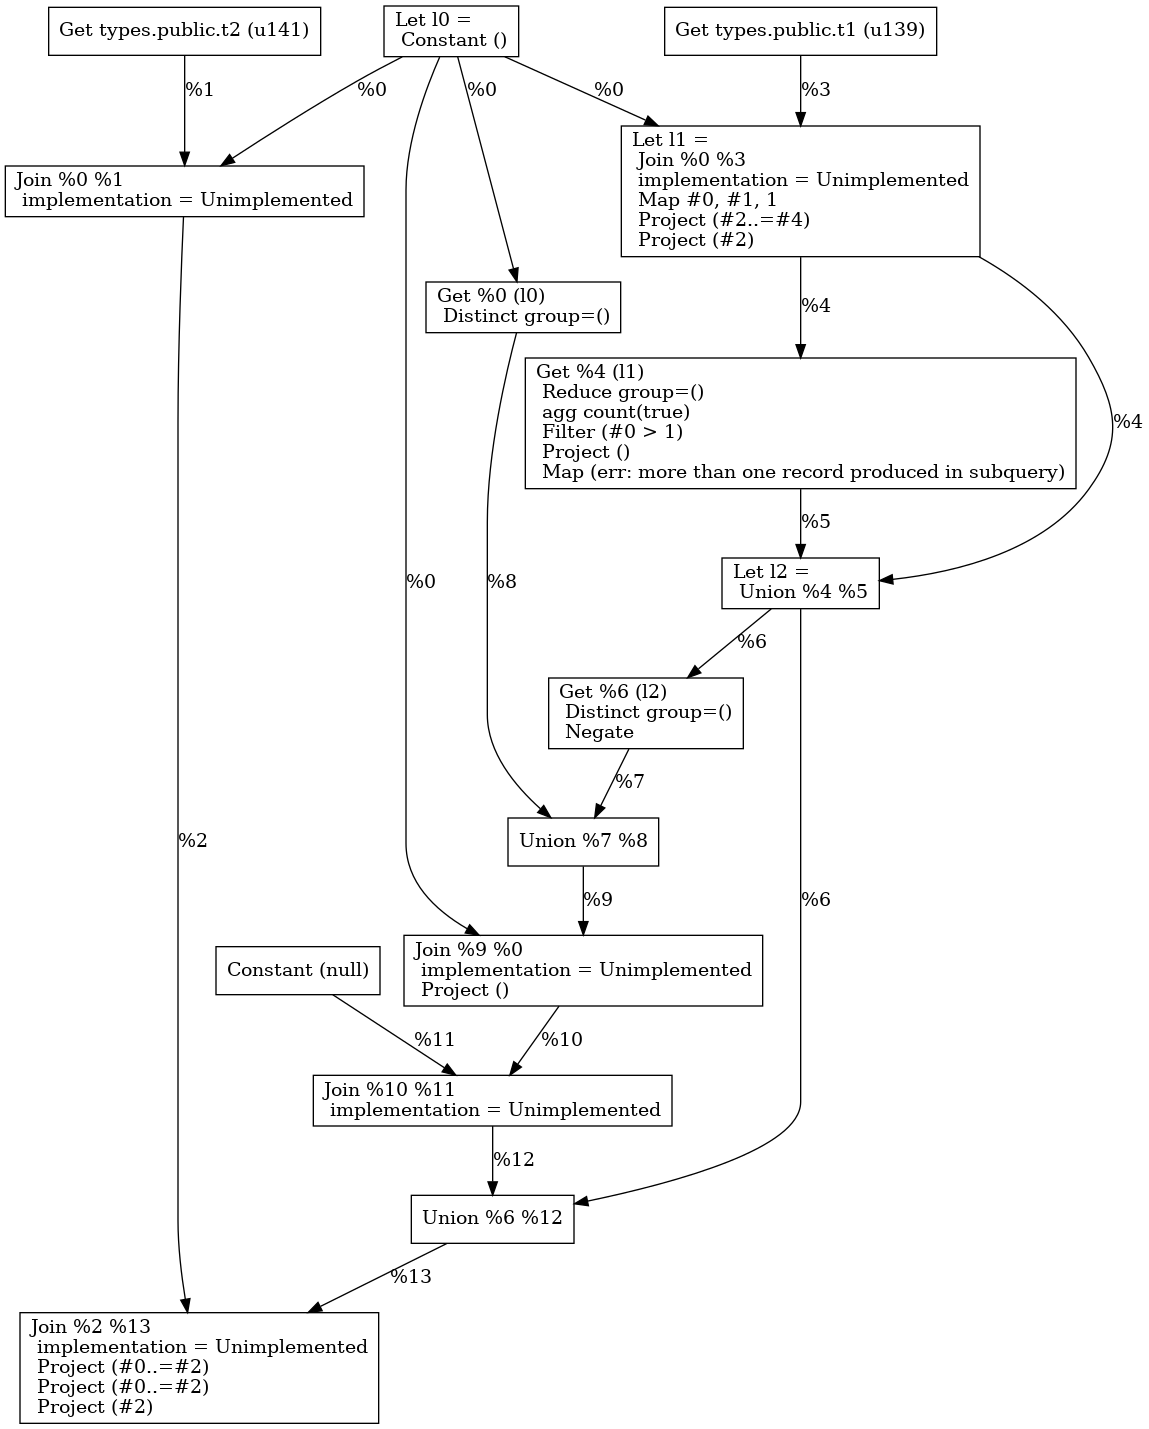 Get types.public.t2 (u141)
Let l0 =
Constant ()
Get types.public.t1 (u139)
%1
%0
%0
%0
%3
Join %0 %1
implementation = Unimplemented
Let l1 =
Join %0 %3
implementation = Unimplemented
Map #0, #1, 1
Project (#2..=#4)
Project (#2)
Get %0 (l0)
Distinct group=()
%4
Get %4 (l1)
Reduce group=()
agg count(true)
Filter (#0 > 1)
Project ()
Map (err: more than one record produced in subquery)
%4
%5
%0
%8
Let l2 =
Union %4 %5
%6
Get %6 (l2)
Distinct group=()
Negate
%7
%2
Union %7 %8
%9
%6
Constant (null)
Join %9 %0
implementation = Unimplemented
Project ()
%11
%10
Join %10 %11
implementation = Unimplemented
%12
Union %6 %12
%13
Join %2 %13
implementation = Unimplemented
Project (#0..=#2)
Project (#0..=#2)
Project (#2)